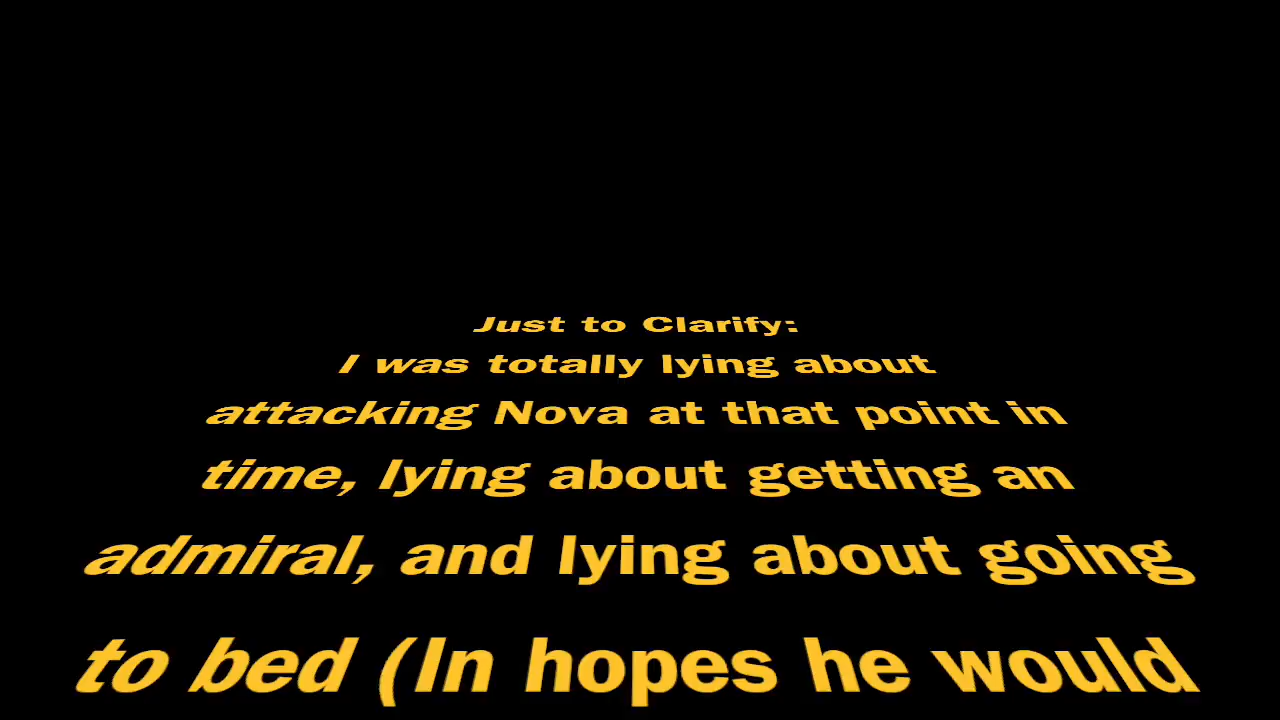 Just to Clarify:
I was totally lying about
attacking Nova at that point in
time, lying about getting an
admiral, and lying about going
to bed (In hopes he would